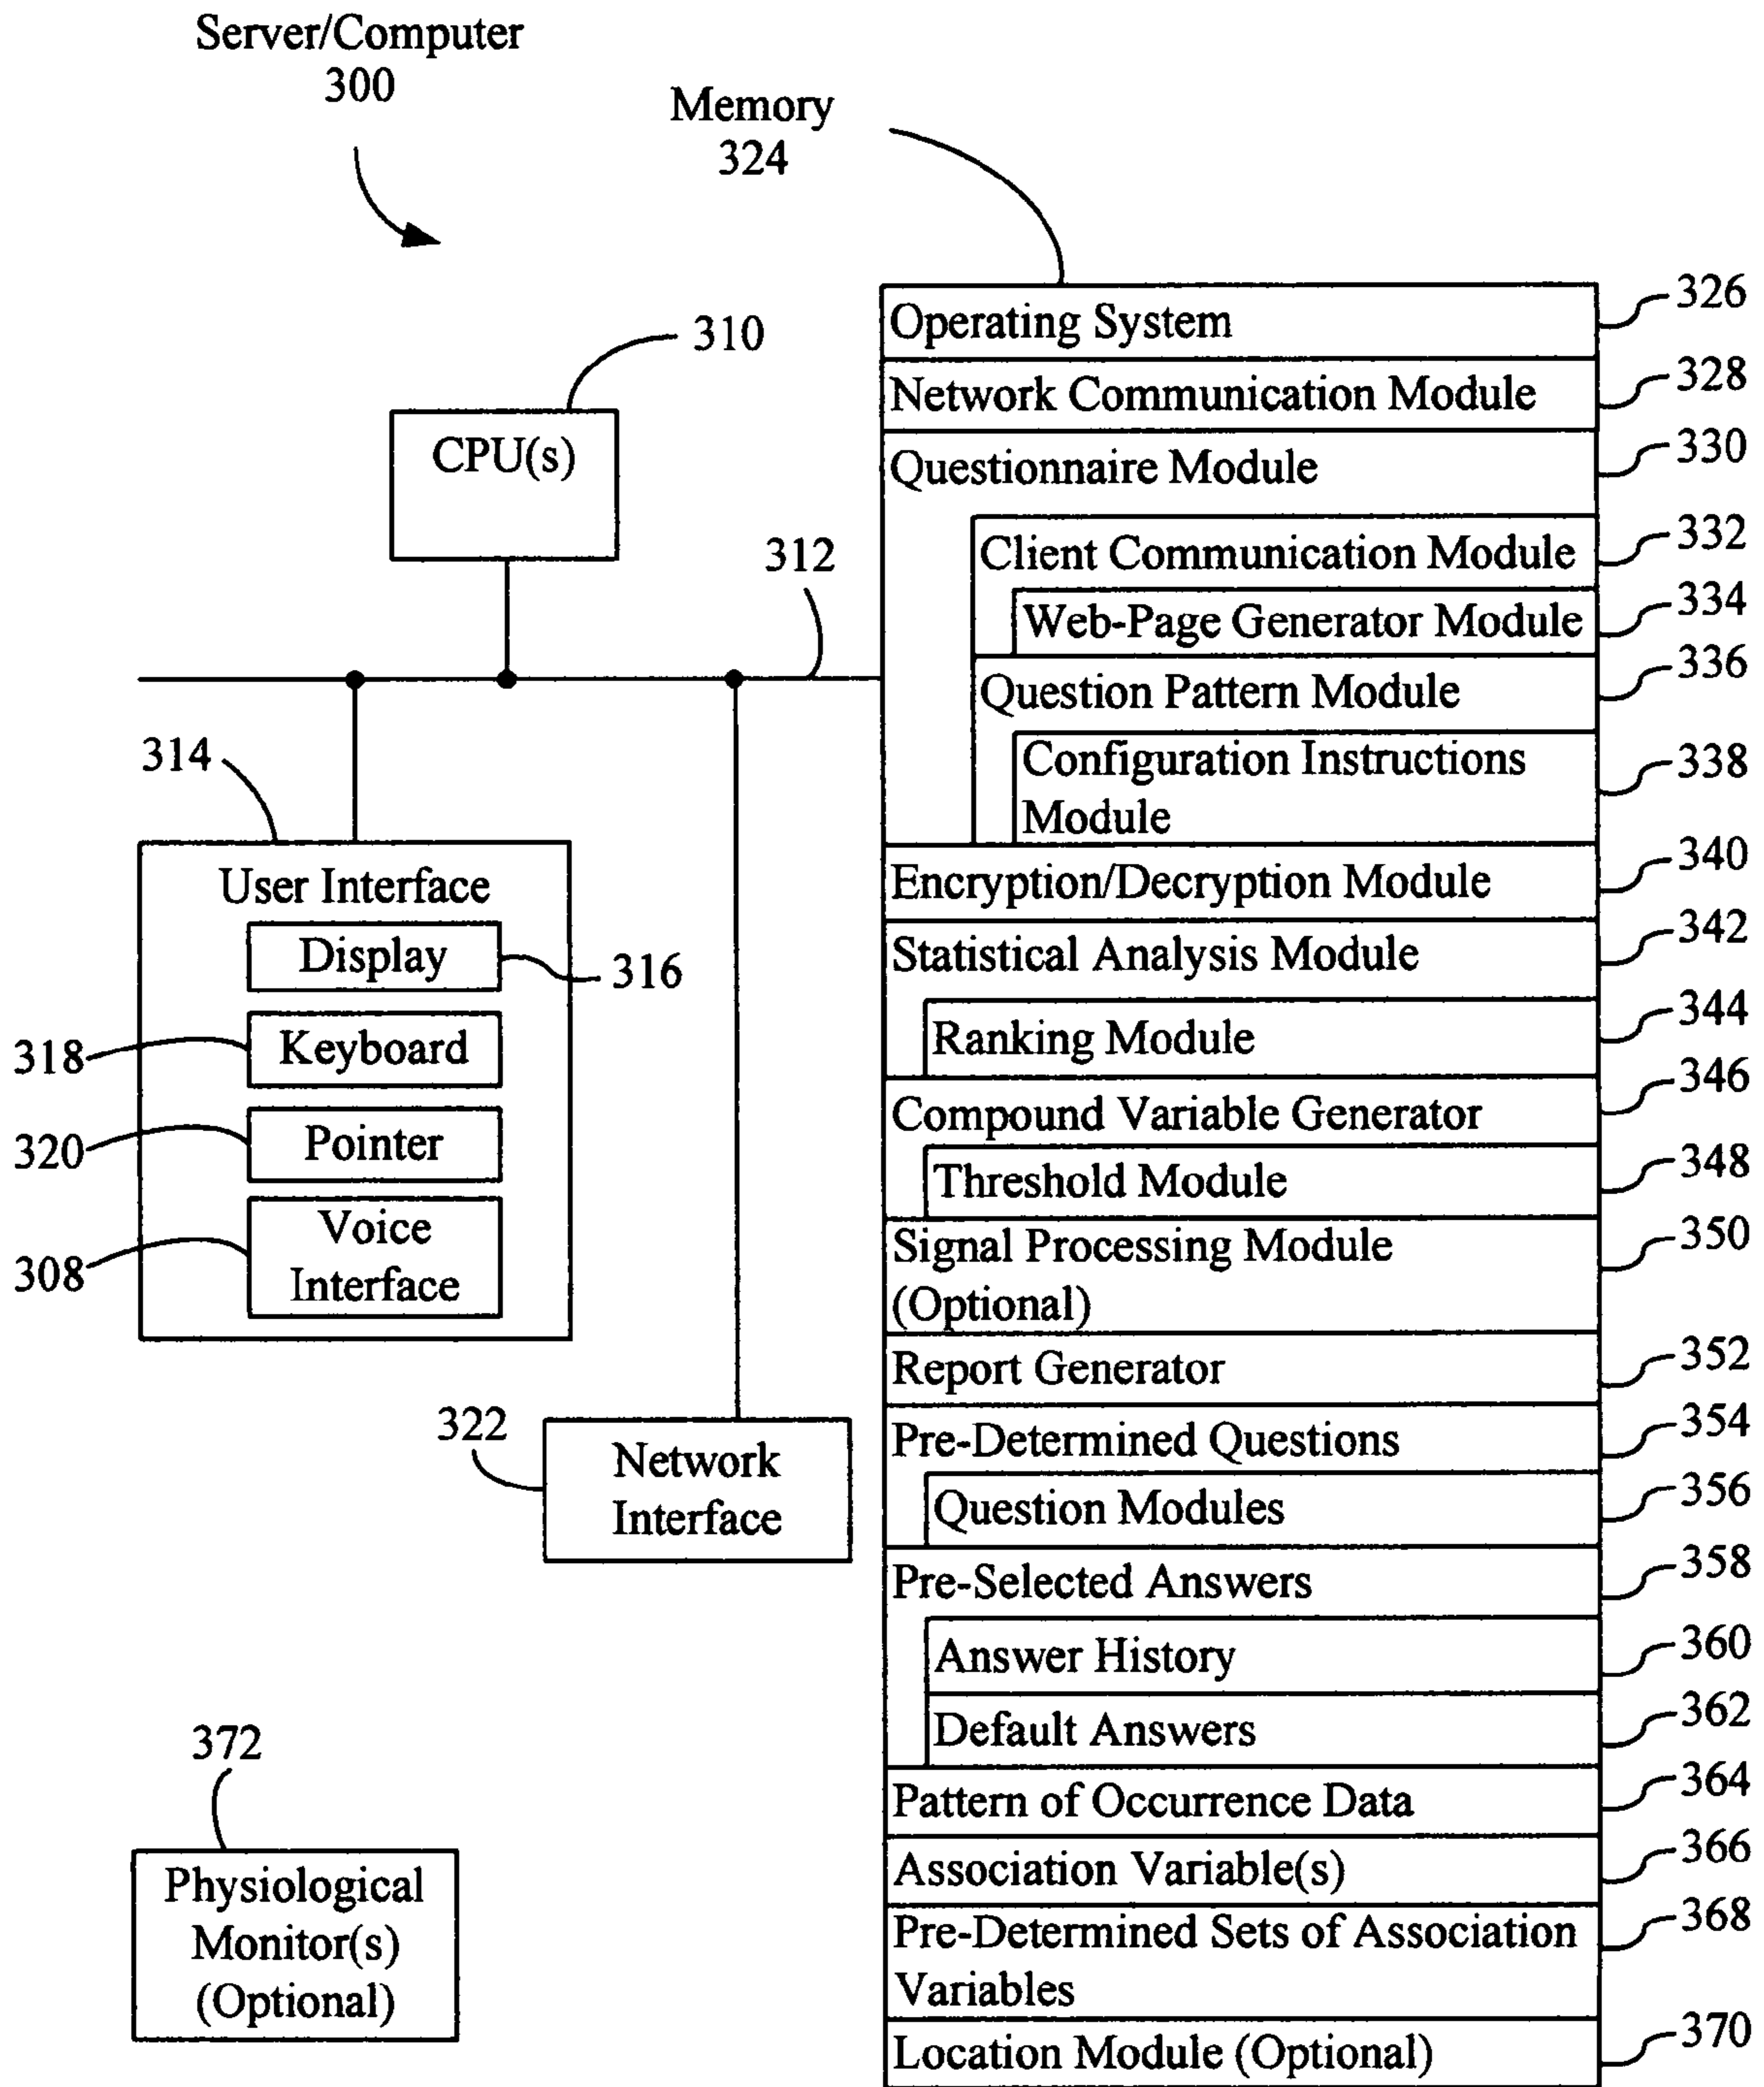 Server/Computer
300
Memory
324
310
CPU(s)
312
314
User Interface
Display
316
318
Keyboard
320
Pointer
308
Voice
Interface
322
Network
Interface
372
Physiological
Monitor(s)
(Optional)
Operating System
326
Network Communication Module
328
Questionnaire Module
330
Client Communication Module
332
Web-Page Generator Module
334
Question Pattern Module
336
Configuration Instructions
Module
338
Encryption/Decryption Module
340
Statistical Analysis Module
342
Ranking Module
344
Compound Variable Generator
346
Threshold Module
348
Signal Processing Module
(Optional)
350
Report Generator
352
Pre-Determined Questions
354
Question Modules
356
Pre-Selected Answers
358
Answer History
360
Default Answers
362
Pattern of Occurrence Data
364
Association Variable(s)
366
Pre-Determined Sets of Association
Variables
368
Location Module (Optional)
370